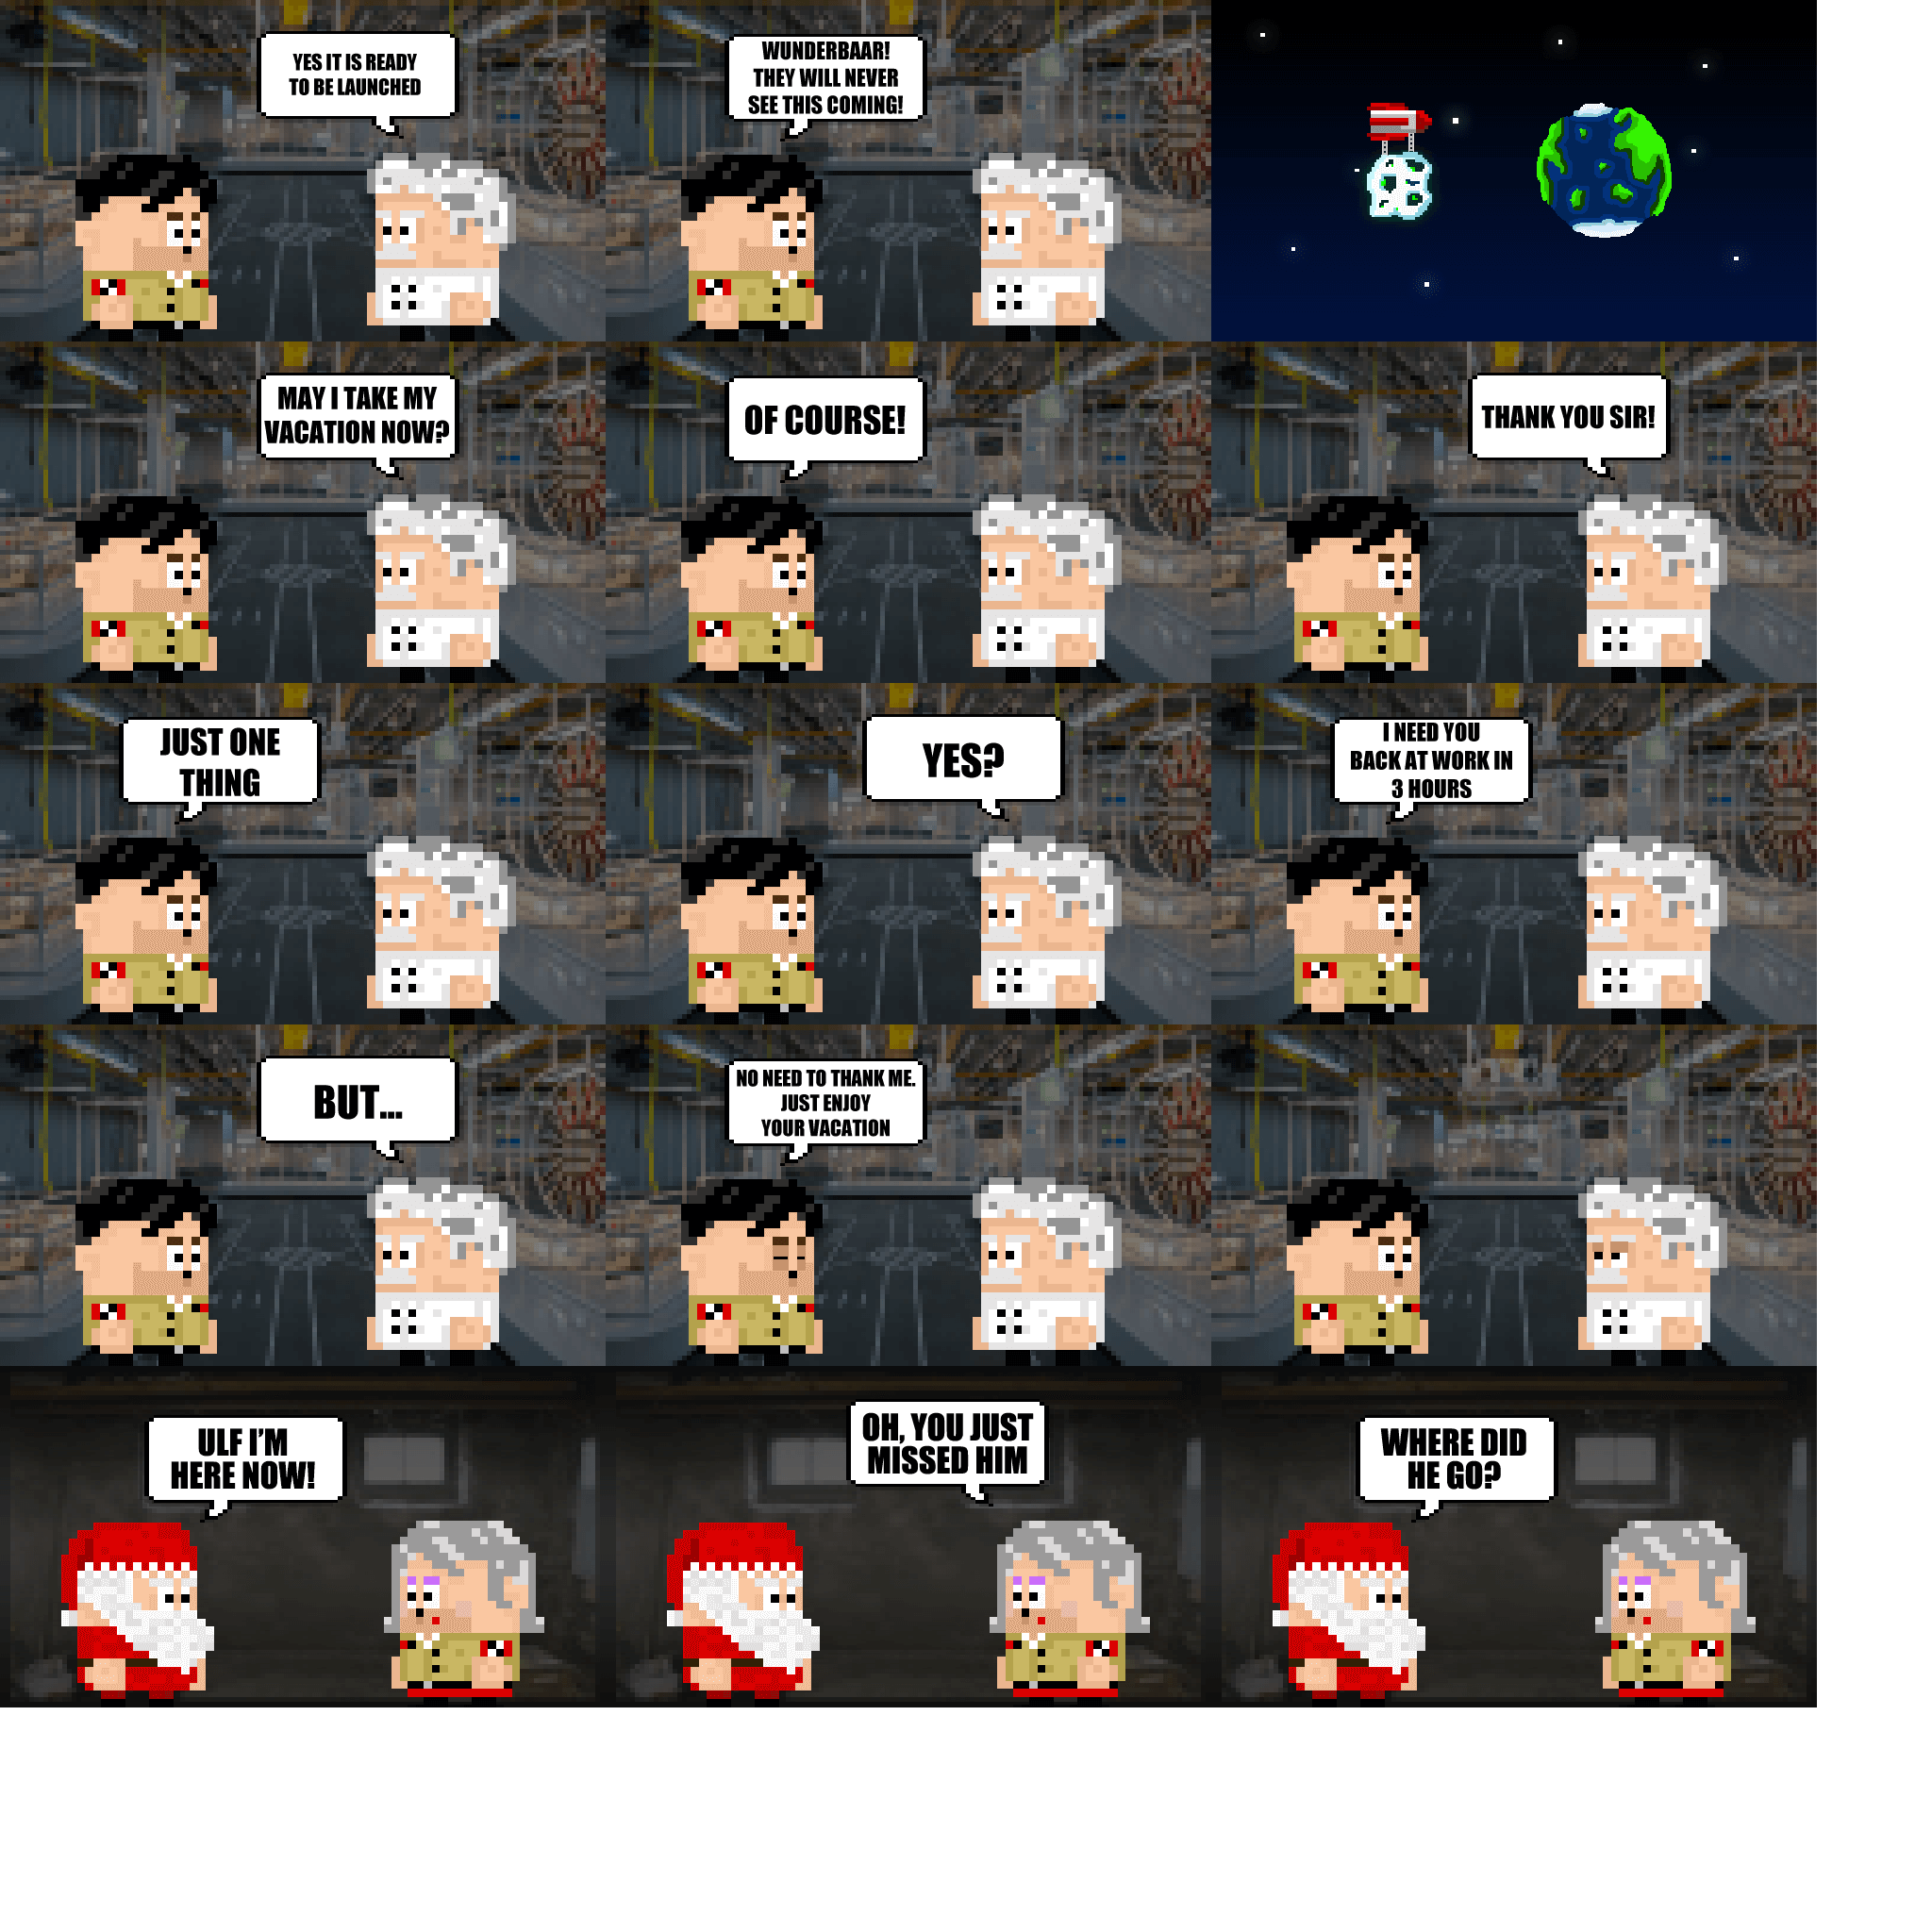 YES IT IS READY
TO BE LAUNCHED
WUNDERBAAR!
THEY WILL NEVER
SEE THIS COMING!
MAY I TAKE MY
VACATION NOW?
OF COURSE!
THANK YOU SIR!
JUST ONE
THING
YES?
I NEED YOU
BACK AT WORK IN
3 HOURS
BUT...
NO NEED TO THANK ME.
JUST ENJOY
YOUR VACATION
ULF I'M
HERE NOW!
OH, YOU JUST
MISSED HIM
WHERE DID
HE GO?